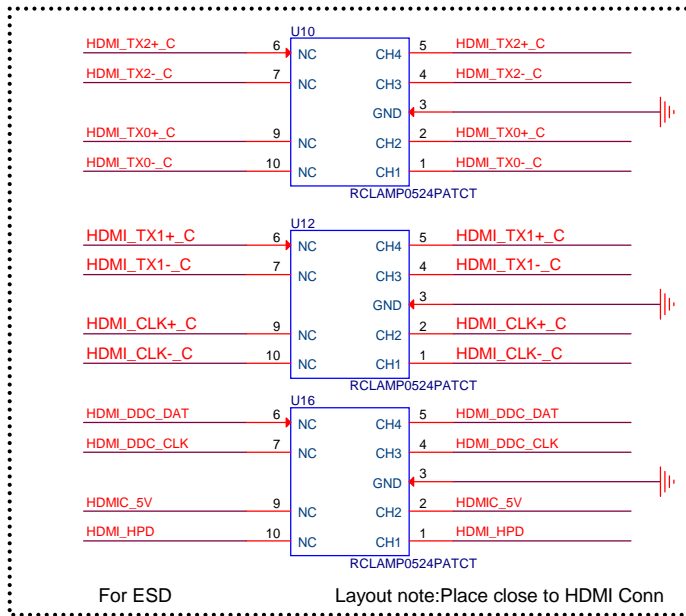 U10
HDMI_TX2+_C 6 NC CH4 5 HDMI_TX2+_C
HDMI_TX2-_C 7 NC CH3 4 HDMI_TX2-_C
GND 3
HDMI_TX0+_C 9 NC CH2 2 HDMI_TX0+_C
HDMI_TX0-_C 10 NC CH1 1 HDMI_TX0-_C
RCLAMP0524PATCT
U12
HDMI_TX1+_C 6 NC CH4 5 HDMI_TX1+_C
HDMI_TX1-_C 7 NC CH3 4 HDMI_TX1-_C
GND 3
HDMI_CLK+_C 9 NC CH2 2 HDMI_CLK+_C
HDMI_CLK-_C 10 NC CH1 1 HDMI_CLK-_C
RCLAMP0524PATCT
U16
HDMI_DDC_DAT 6 NC CH4 5 HDMI_DDC_DAT
HDMI_DDC_CLK 7 NC CH3 4 HDMI_DDC_CLK
GND 3
HDMIC_5V 9 NC CH2 2 HDMIC_5V
HDMI_HPD 10 NC CH1 1 HDMI_HPD
RCLAMP0524PATCT
For ESD Layout note:Place close to HDMI Conn